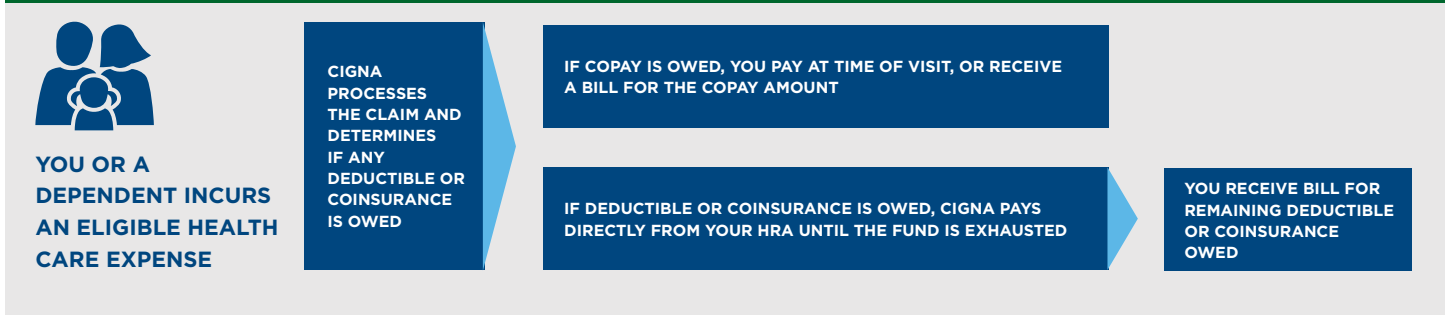 YOU OR A
DEPENDENT INCURS
AN ELIGIBLE HEALTH
CARE EXPENSE
CIGNA
PROCESSES
THE CLAIM AND
DETERMINES
IF ANY
DEDUCTIBLE OR
COINSURANCE
IS OWED
IF COPAY IS OWED, YOU PAY AT TIME OF VISIT, OR RECEIVE
A BILL FOR THE COPAY AMOUNT
IF DEDUCTIBLE OR COINSURANCE IS OWED, CIGNA PAYS
DIRECTLY FROM YOUR HRA UNTIL THE FUND IS EXHAUSTED
YOU RECEIVE BILL FOR
REMAINING DEDUCTIBLE
OR COINSURANCE
OWED